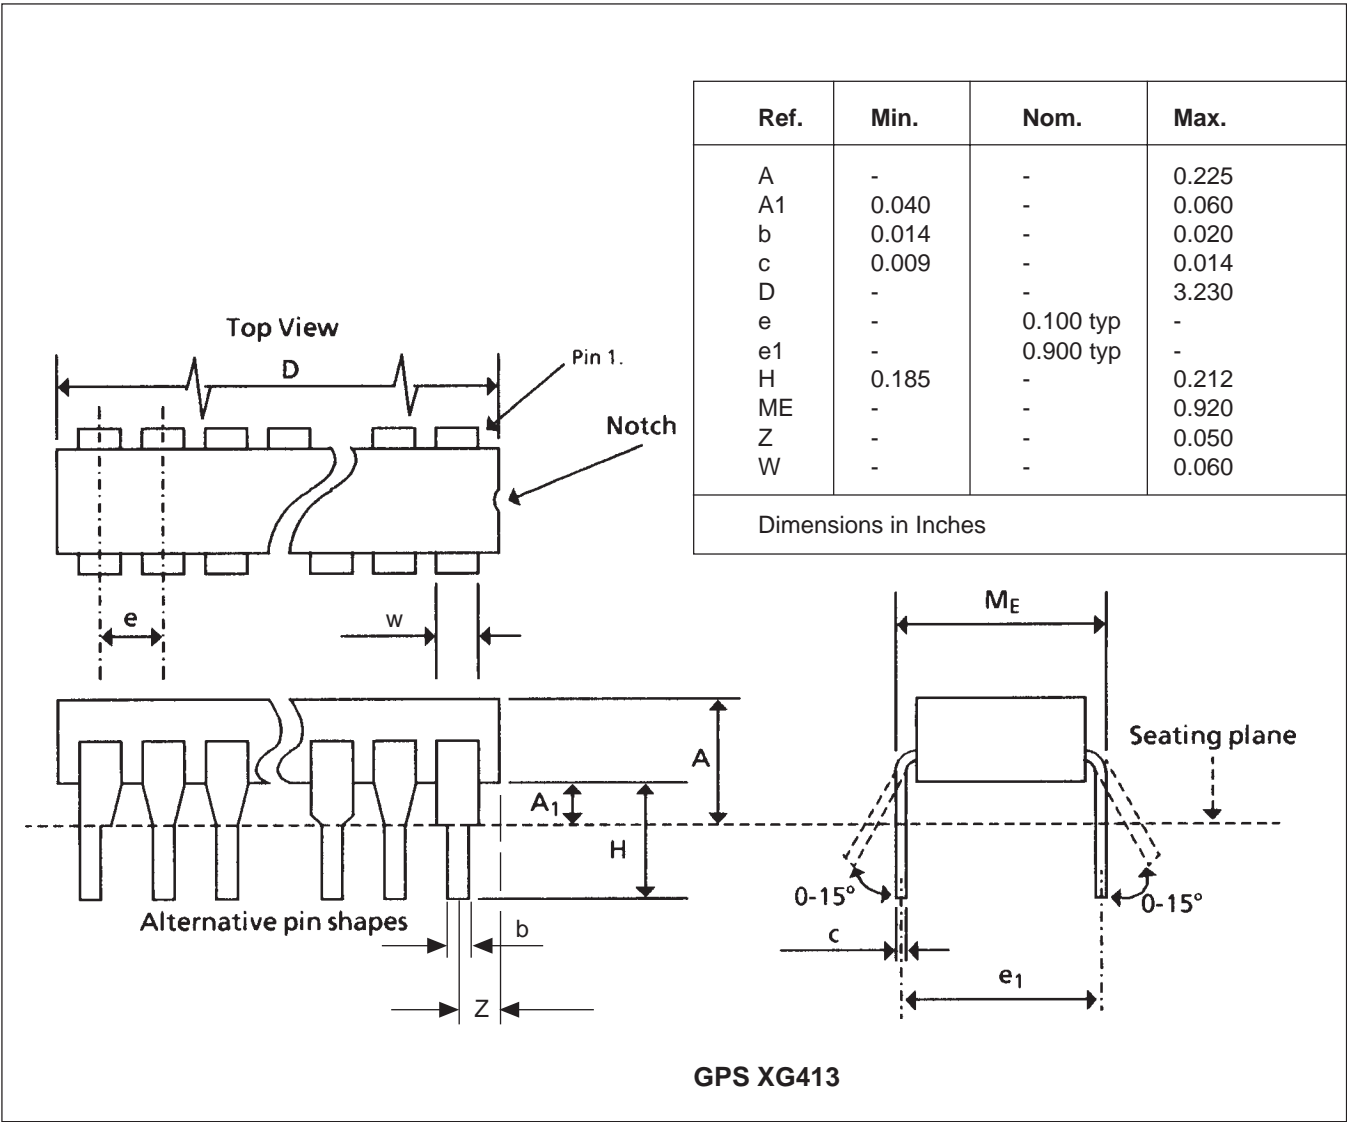 Ref. Min. Nom. Max.
A - - 0.225
A1 0.040 - 0.060
b 0.014 - 0.020
c 0.009 - 0.014
D - - 3.230
e - 0.100 typ -
e1 - 0.900 typ -
H 0.185 - 0.212
ME - - 0.920
Z - - 0.050
W - - 0.060
Dimensions in Inches
Top View
D
Pin 1.
Notch
e
w
A
A1
H
Alternative pin shapes
b
Z
ME
Seating plane
0-15°
0-15°
c
e1
GPS XG413